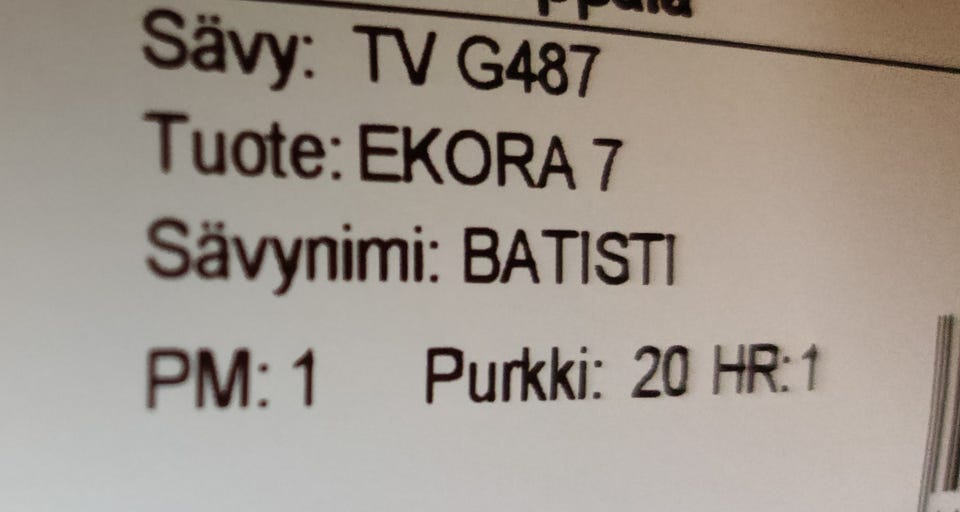 Sävy: TV G487
Tuote: EKORA 7
Sävynimi: BATISTI
PM: 1 Purkki: 20 HR:1